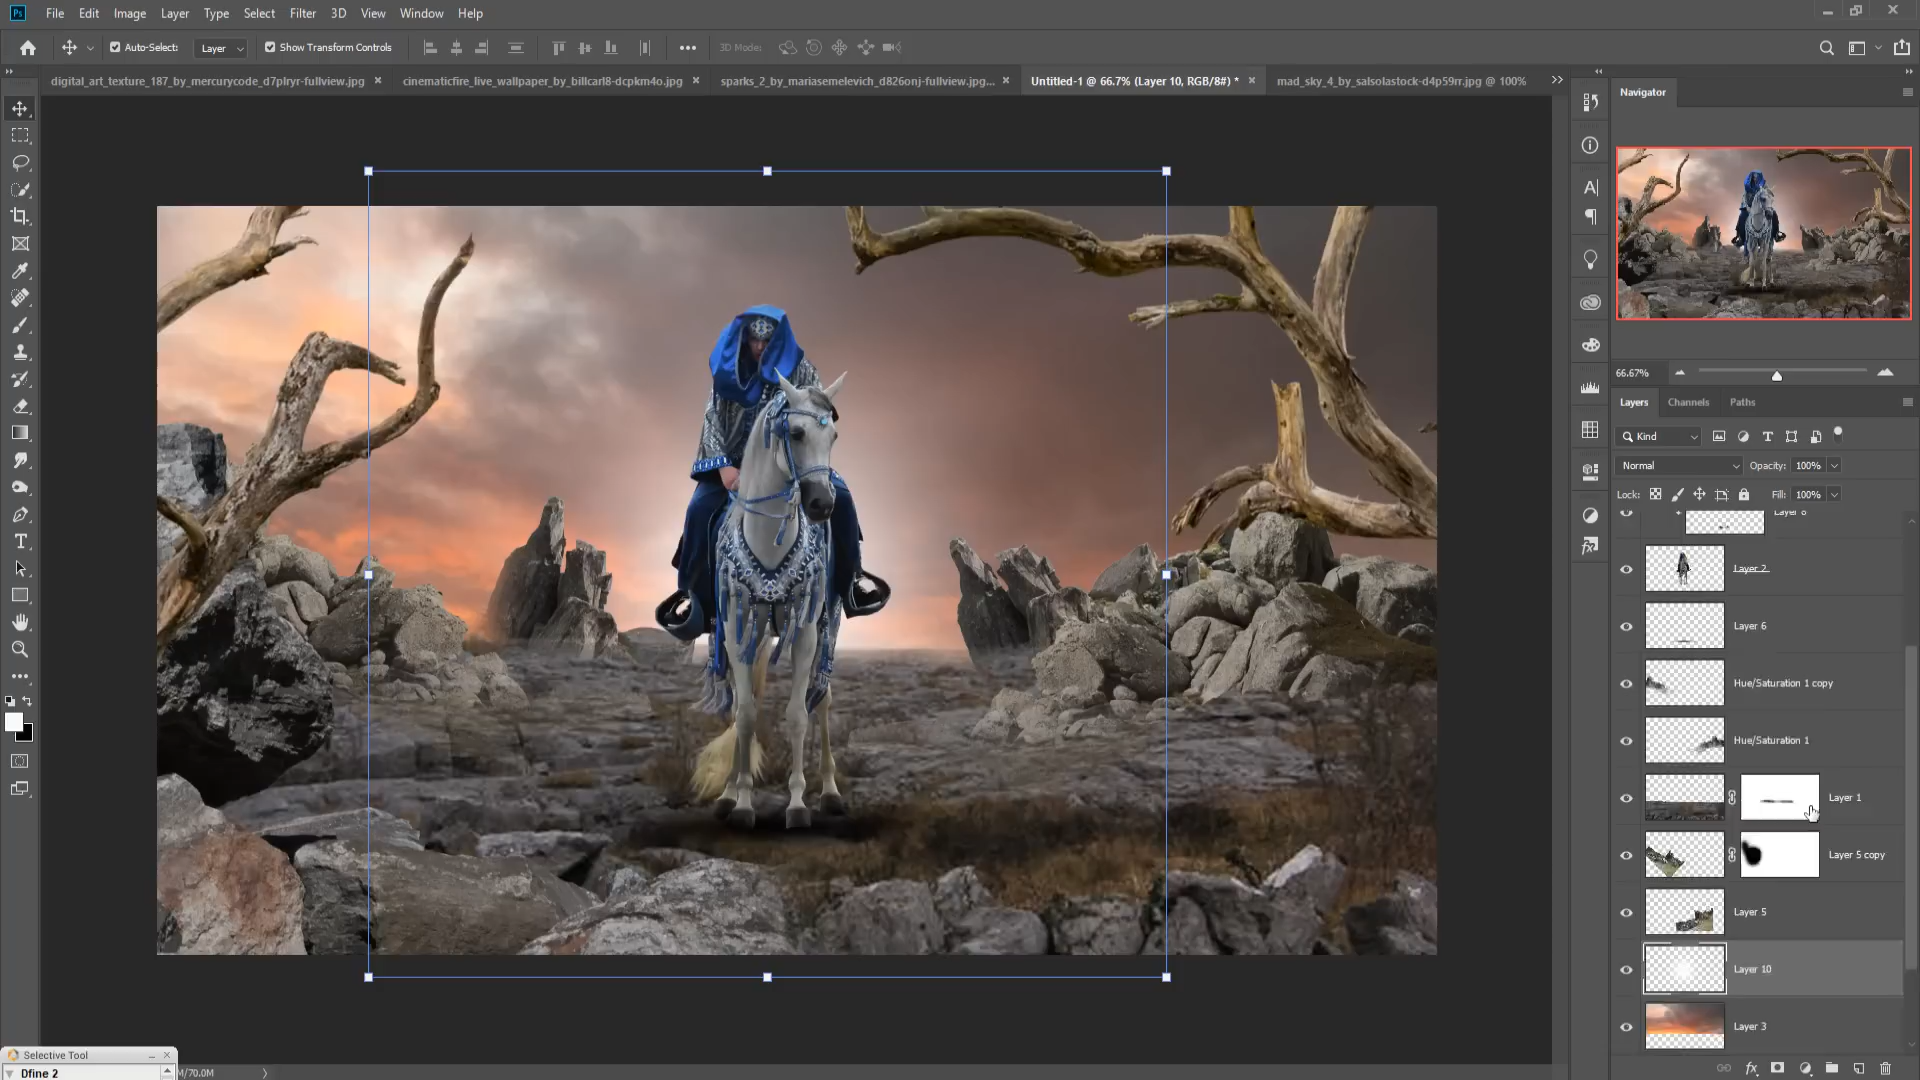 Ps File Edit Image Layer Type Select Filter 3D View Window Help
Auto-Select: Layer Show Transform Controls 3D Mode:
digital_art_texture_187_by_mercurycode_d7plryr-fullview.jpg cinematicfire_live_wallpaper_by_billcarl8-dcpkm4o.jpg sparks_2_by_mariasemelevich_d826onj-fullview.jpg... Untitled-1 @ 66.7% (Layer 10, RGB/8#) * mad_sky_4_by_salsolastock-d4p59rr.jpg @ 100%
Navigator
66.67%
Layers Channels Paths
Kind
Normal Opacity: 100%
Lock: Fill: 100%
Layer 8
Layer 2
Layer 6
Hue/Saturation 1 copy
Hue/Saturation 1
Layer 1
Layer 5 copy
Layer 5
Layer 10
Layer 3
Selective Tool
Dfine 2
M/70.0M